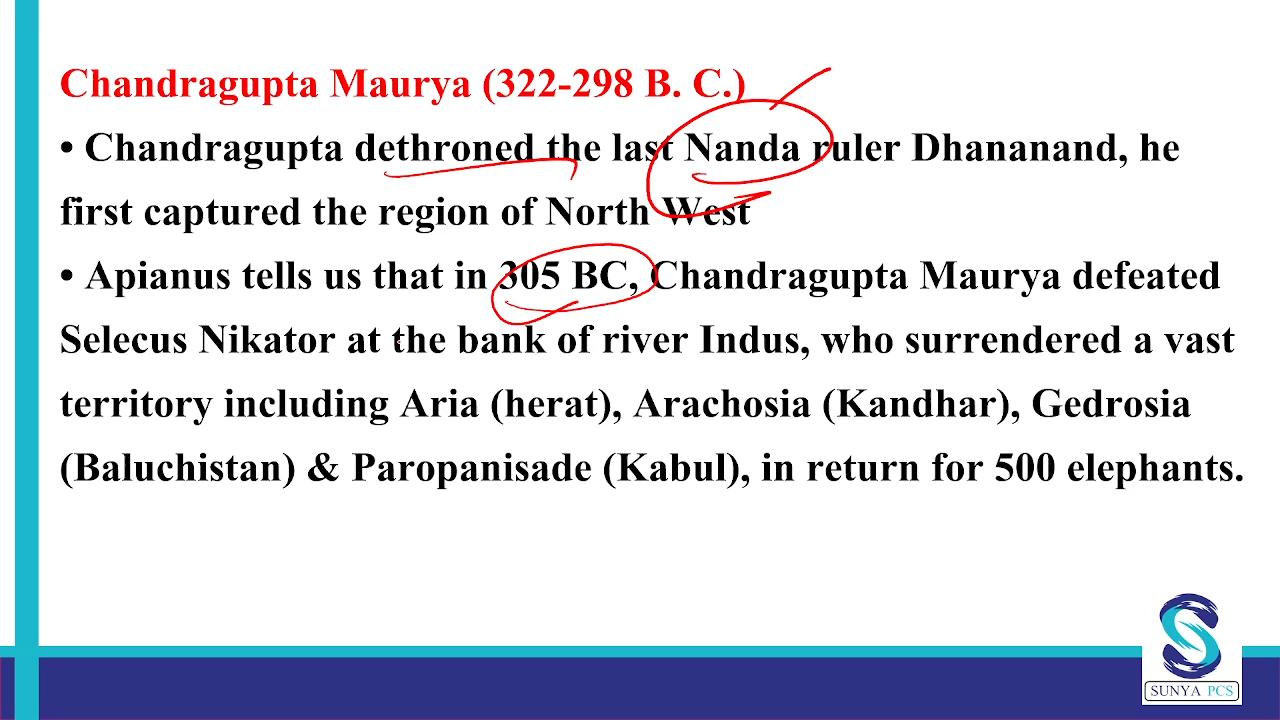 Chandragupta Maurya (322-298 B. C.)
• Chandragupta dethroned the last Nanda ruler Dhananand, he
first captured the region of North West
• Apianus tells us that in 305 BC, Chandragupta Maurya defeated
Selecus Nikator at the bank of river Indus, who surrendered a vast
territory including Aria (herat), Arachosia (Kandhar), Gedrosia
(Baluchistan) & Paropanisade (Kabul), in return for 500 elephants.
SUNYA PCS